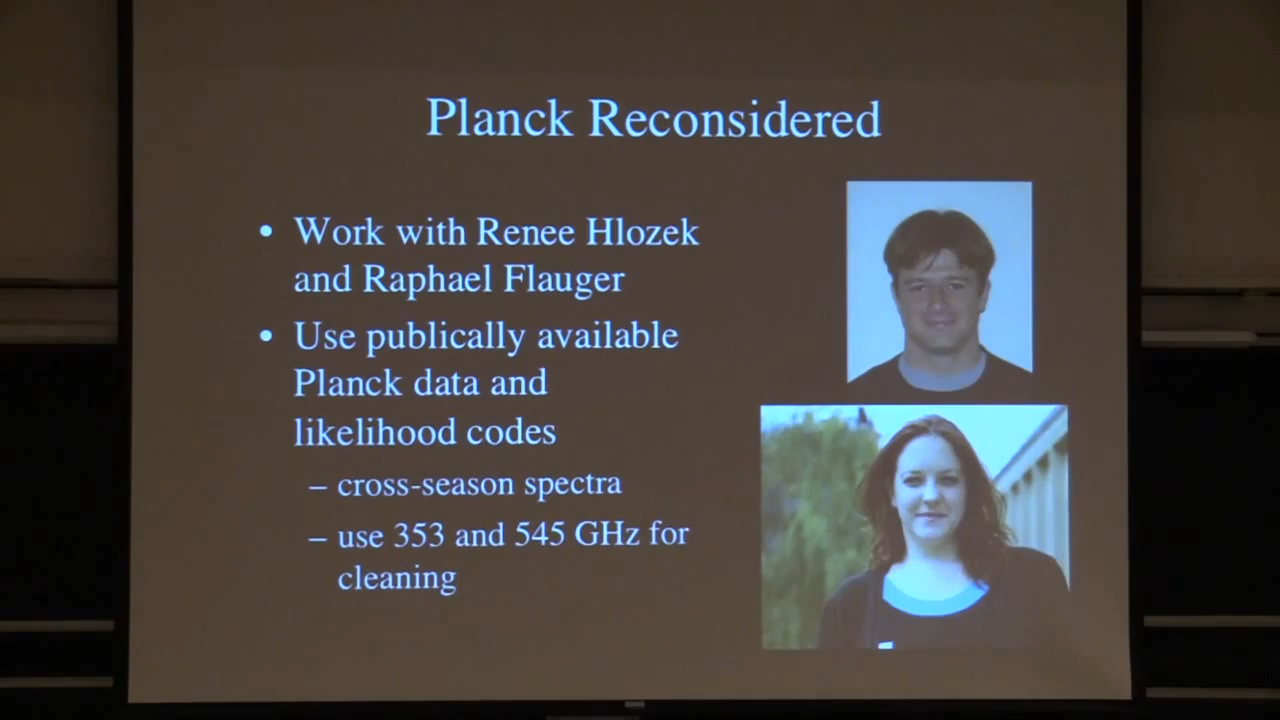 Planck Reconsidered
• Work with Renee Hlozek
and Raphael Flauger
• Use publically available
Planck data and
likelihood codes
– cross-season spectra
– use 353 and 545 GHz for
cleaning